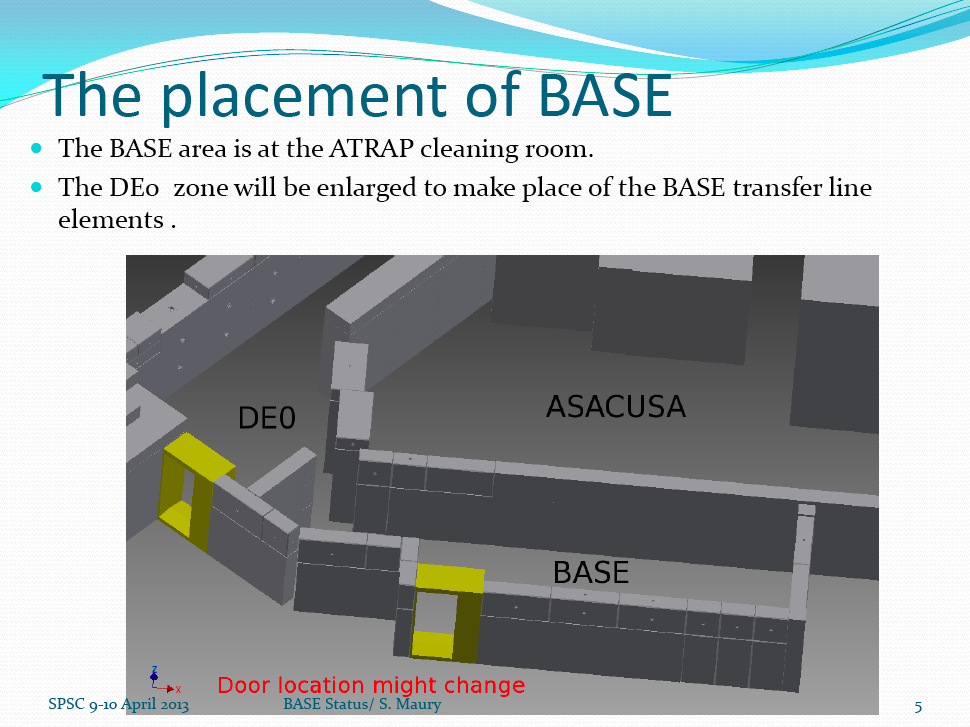 The placement of BASE
The BASE area is at the ATRAP cleaning room.
The DE0 zone will be enlarged to make place of the BASE transfer line
elements .
DE0
ASACUSA
BASE
Z
X
Door location might change
SPSC 9-10 April 2013
BASE Status/ S. Maury
5